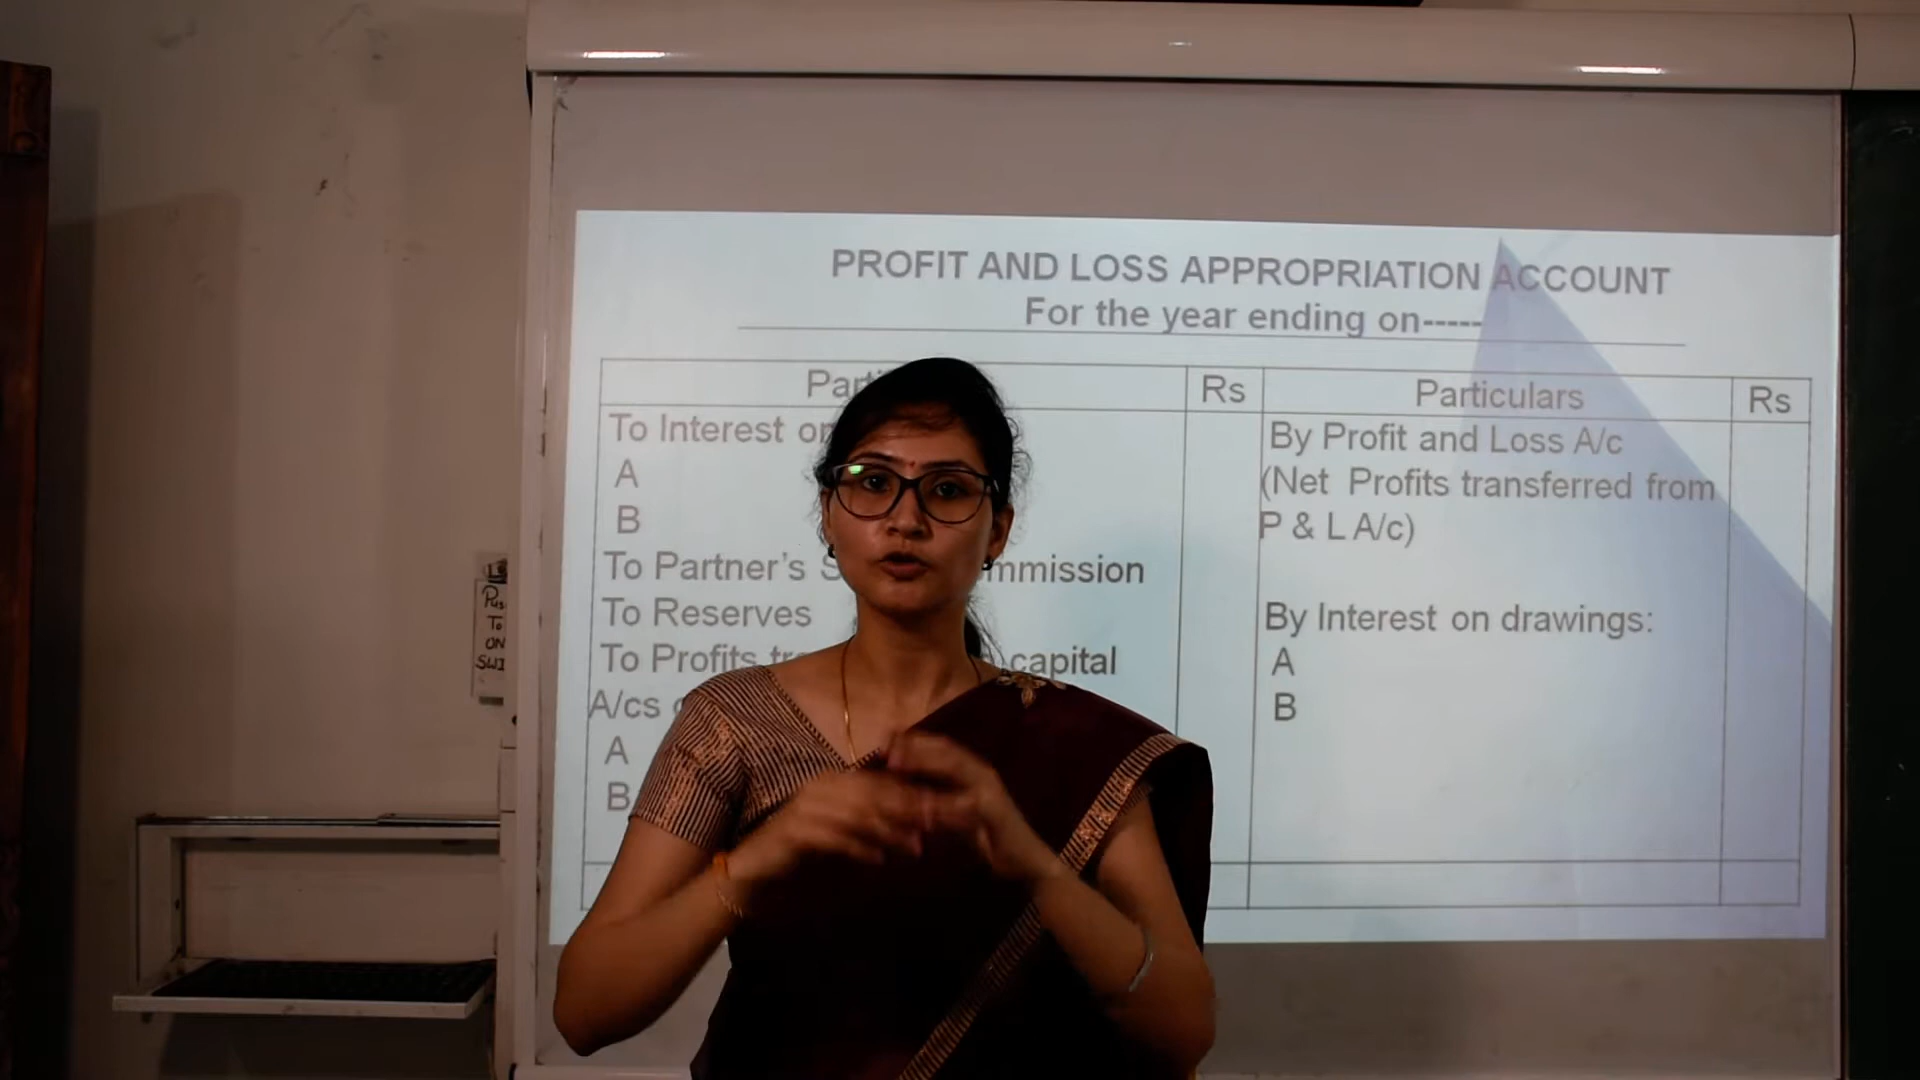 PROFIT AND LOSS APPROPRIATION ACCOUNT
For the year ending on-----
Rs
Particulars
Rs
To Interest
A
B
To Partner's
To Reserves
To Profits capital
A/cs
A
B
By Profit and Loss A/c
(Net Profits transferred from
P & L A/c)
By Interest on drawings:
A
B
To
ON